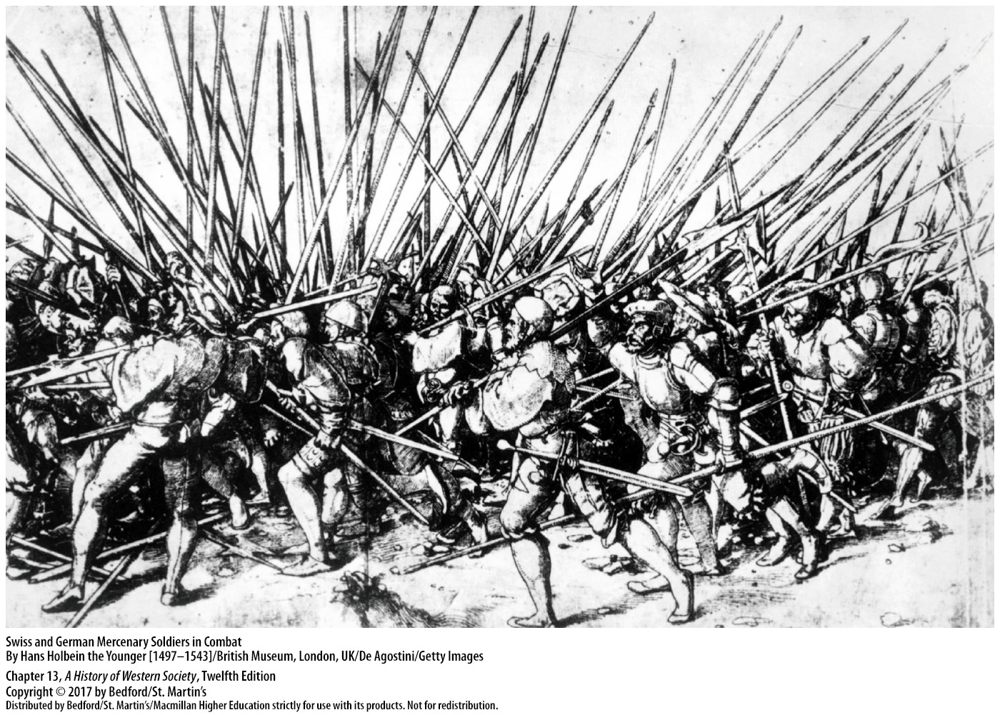 Swiss and German Mercenary Soldiers in Combat
By Hans Holbein the Younger [1497–1543]/British Museum, London, UK/De Agostini/Getty Images
Chapter 13, A History of Western Society, Twelfth Edition
Copyright © 2017 by Bedford/St. Martin's
Distributed by Bedford/St. Martin's/Macmillan Higher Education strictly for use with its products. Not for redistribution.